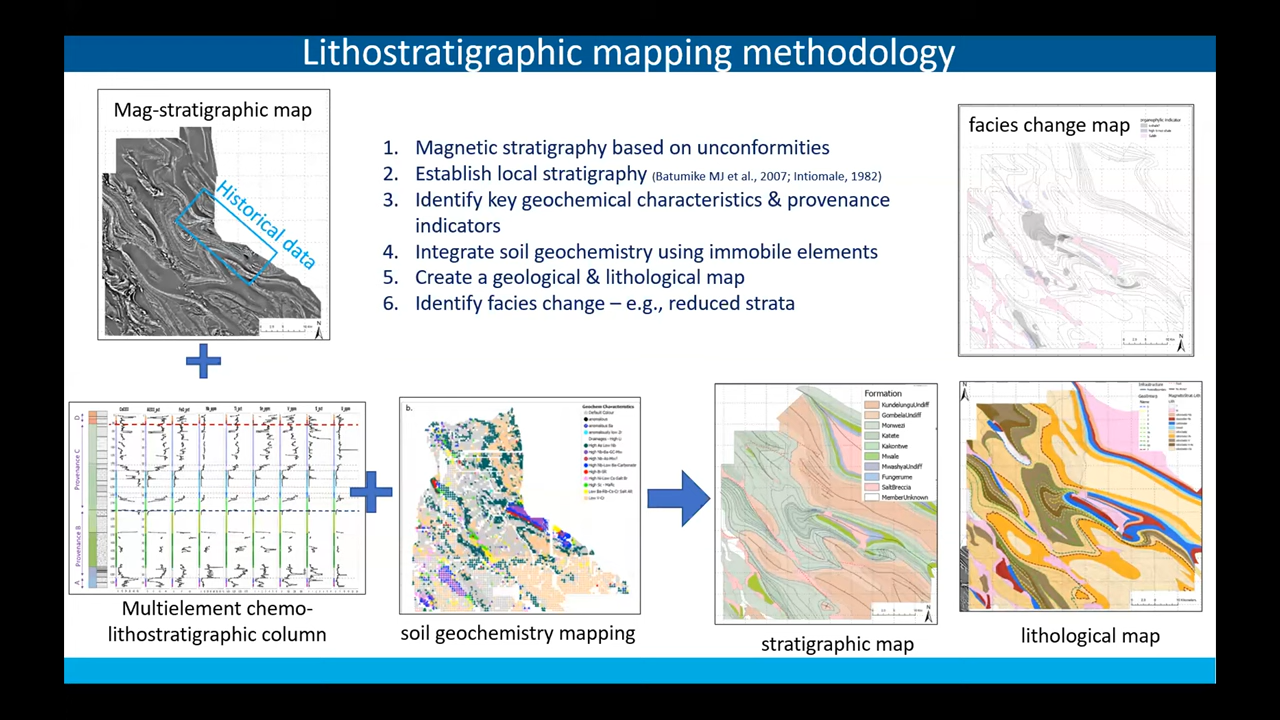 Lithostratigraphic mapping methodology
Mag-stratigraphic map
Historical data
N
1. Magnetic stratigraphy based on unconformities
2. Establish local stratigraphy (Batumike MJ et al., 2007; Intiomale, 1982)
3. Identify key geochemical characteristics & provenance
indicators
4. Integrate soil geochemistry using immobile elements
5. Create a geological & lithological map
6. Identify facies change – e.g., reduced strata
facies change map
N
D
Provenance C
Provenance B
A
Multielement chemo-
lithostratigraphic column
b.
Geochem Characteristics
Default Colour
soil geochemistry mapping
Formation
KundelunguUndiff
GombelaUndiff
Monwezi
Katete
Kakontwe
Mwale
MwashyaUndiff
Fungerume
SaltBreccia
MemberUnknown
N
stratigraphic map
N
lithological map